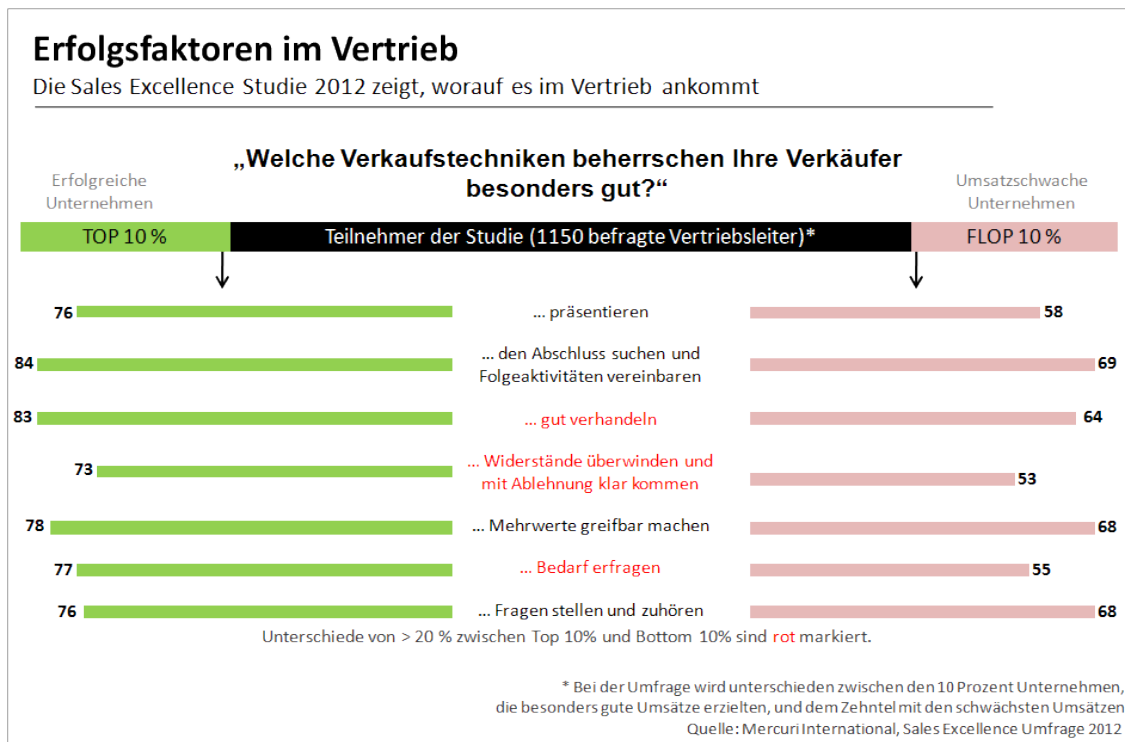 Erfolgsfaktoren im Vertrieb
Die Sales Excellence Studie 2012 zeigt, worauf es im Vertrieb ankommt
„Welche Verkaufstechniken beherrschen Ihre Verkäufer
besonders gut?“
Erfolgreiche
Unternehmen
Umsatzschwache
Unternehmen
TOP 10 %
Teilnehmer der Studie (1150 befragte Vertriebsleiter)*
FLOP 10 %
76 ... präsentieren 58
84 ... den Abschluss suchen und
Folgeaktivitäten vereinbaren 69
83 ... gut verhandeln 64
73 ... Widerstände überwinden und
mit Ablehnung klar kommen 53
78 ... Mehrwerte greifbar machen 68
77 ... Bedarf erfragen 55
76 ... Fragen stellen und zuhören 68
Unterschiede von > 20 % zwischen Top 10% und Bottom 10% sind rot markiert.
* Bei der Umfrage wird unterschieden zwischen den 10 Prozent Unternehmen,
die besonders gute Umsätze erzielten, und dem Zehntel mit den schwächsten Umsätzen
Quelle: Mercuri International, Sales Excellence Umfrage 2012